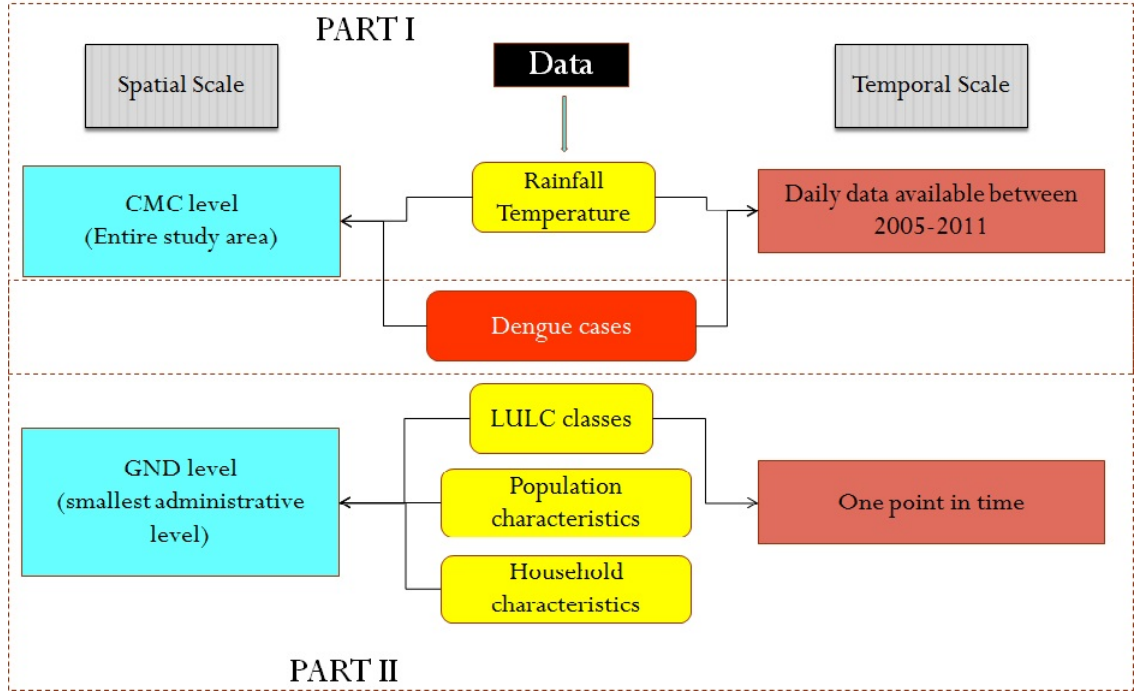 PART I
Spatial Scale
Data
Temporal Scale
CMC level
(Entire study area)
Rainfall
Temperature
Daily data available between
2005-2011
Dengue cases
LULC classes
GND level
(smallest administrative
level)
Population
characteristics
One point in time
Household
characteristics
PART II